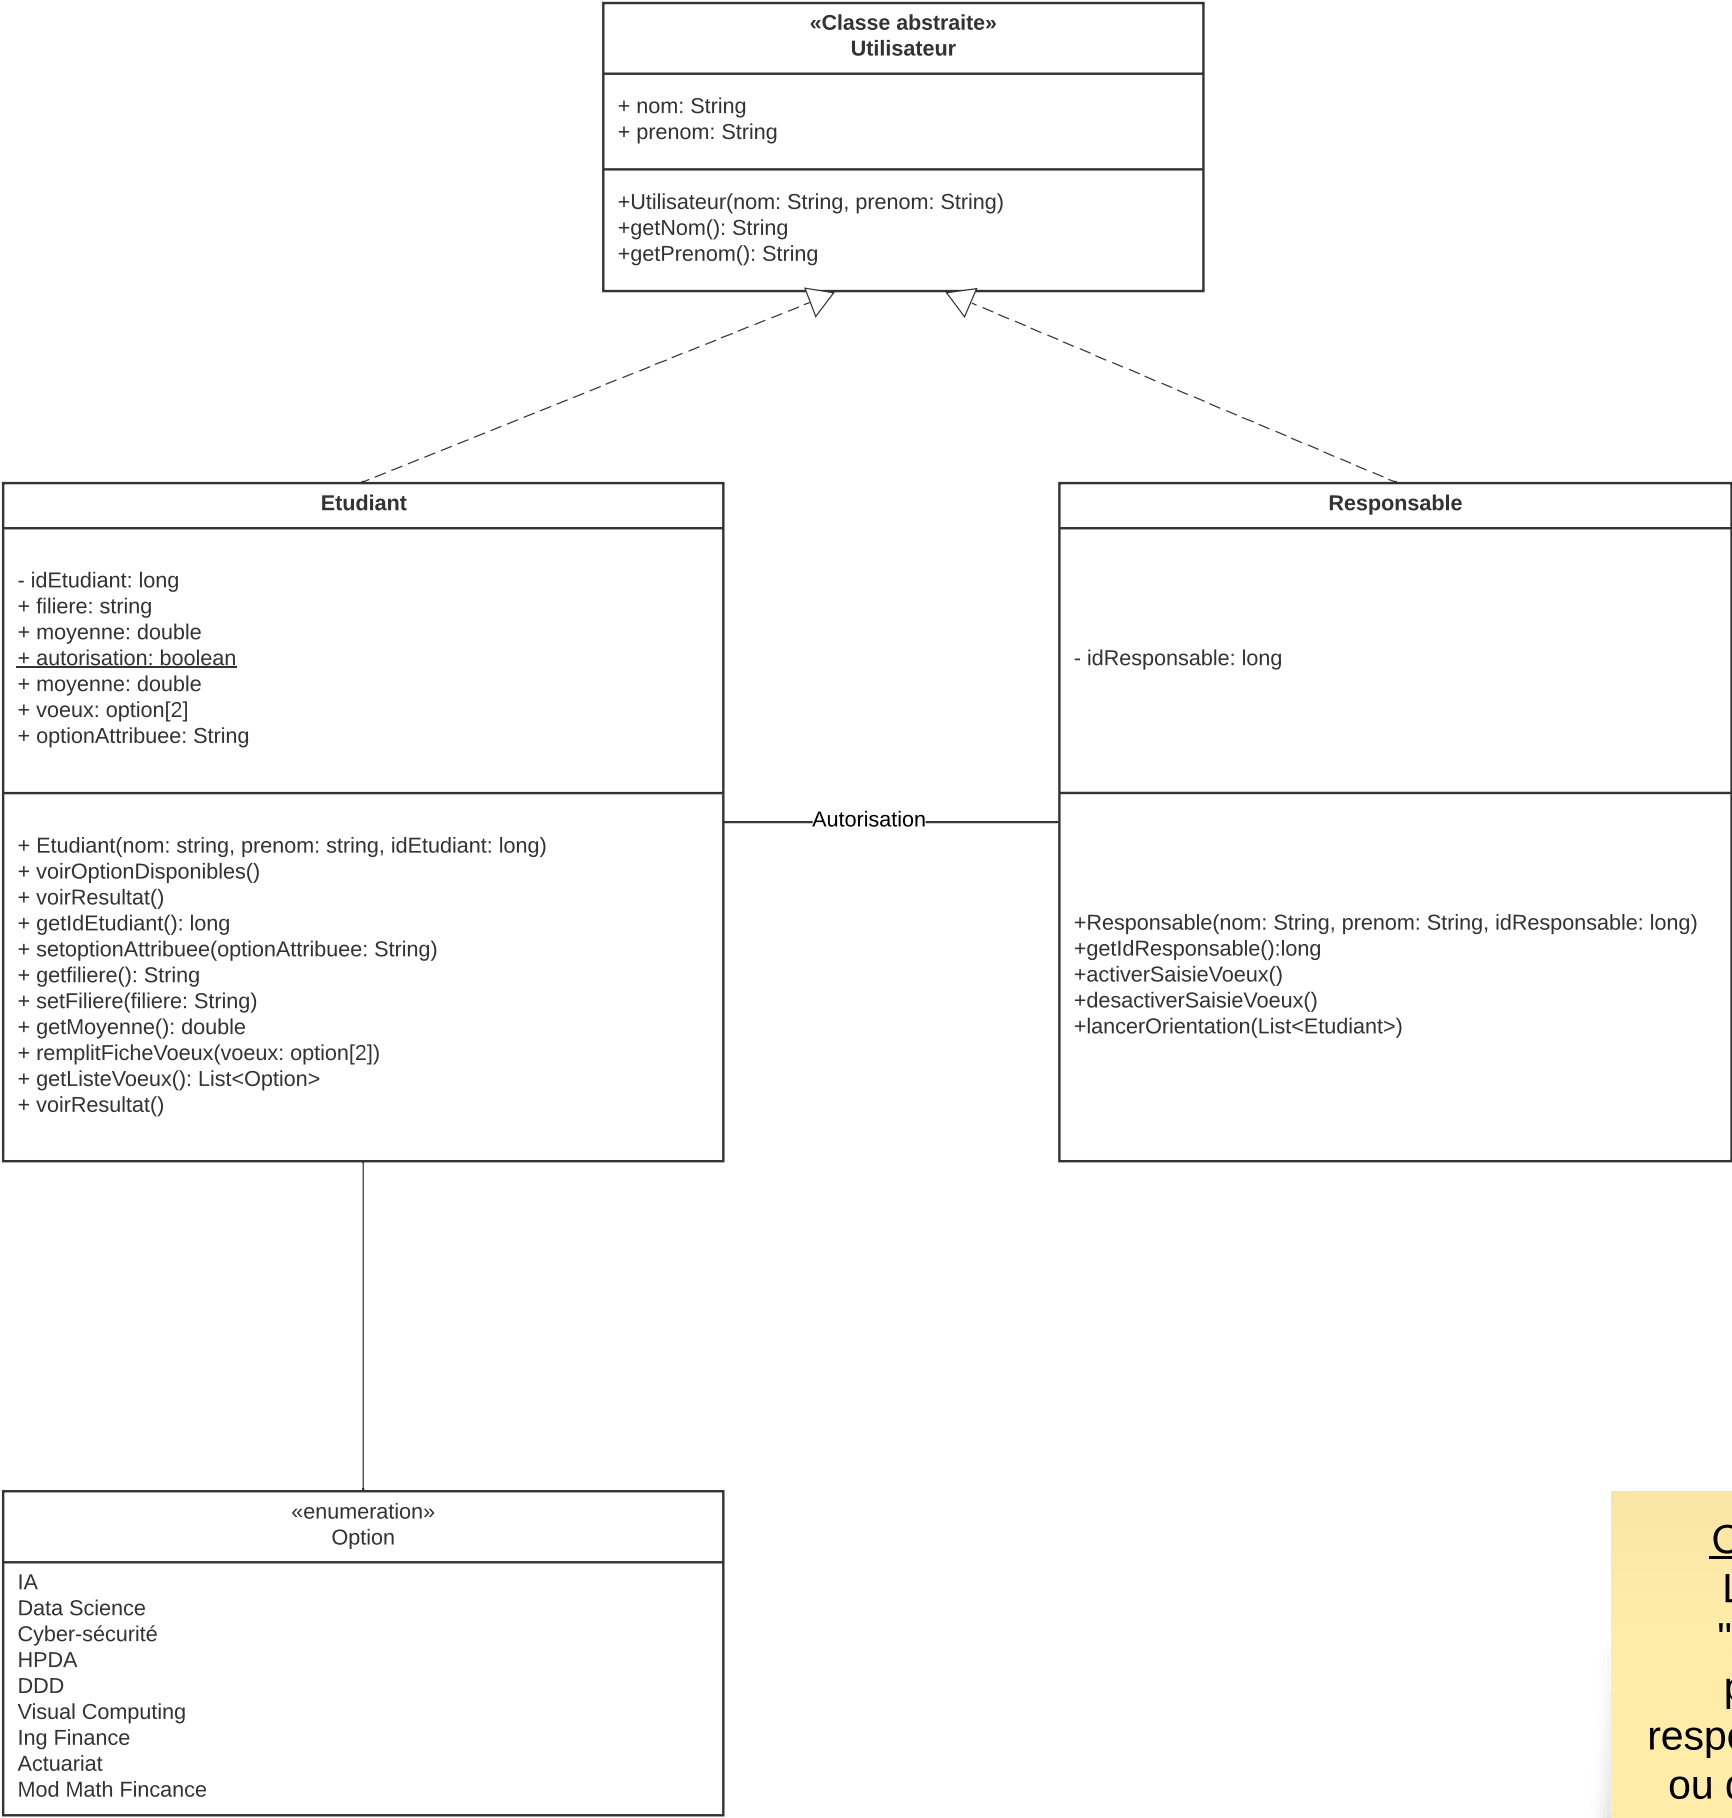 «Classe abstraite»
Utilisateur
+ nom: String
+ prenom: String
+Utilisateur(nom: String, prenom: String)
+getNom(): String
+getPrenom(): String
Etudiant
- idEtudiant: long
+ filiere: string
+ moyenne: double
+ autorisation: boolean
+ moyenne: double
+ voeux: option[2]
+ optionAttribuee: String
+ Etudiant(nom: string, prenom: string, idEtudiant: long)
+ voirOptionDisponibles()
+ voirResultat()
+ getIdEtudiant(): long
+ setoptionAttribuee(optionAttribuee: String)
+ getfiliere(): String
+ setFiliere(filiere: String)
+ getMoyenne(): double
+ remplitFicheVoeux(voeux: option[2])
+ getListeVoeux(): List<Option>
+ voirResultat()
Autorisation
Responsable
- idResponsable: long
+Responsable(nom: String, prenom: String, idResponsable: long)
+getIdResponsable():long
+activerSaisieVoeux()
+desactiverSaisieVoeux()
+lancerOrientation(List<Etudiant>)
«enumeration»
Option
IA
Data Science
Cyber-sécurité
HPDA
DDD
Visual Computing
Ing Finance
Actuariat
Mod Math Fincance
ou